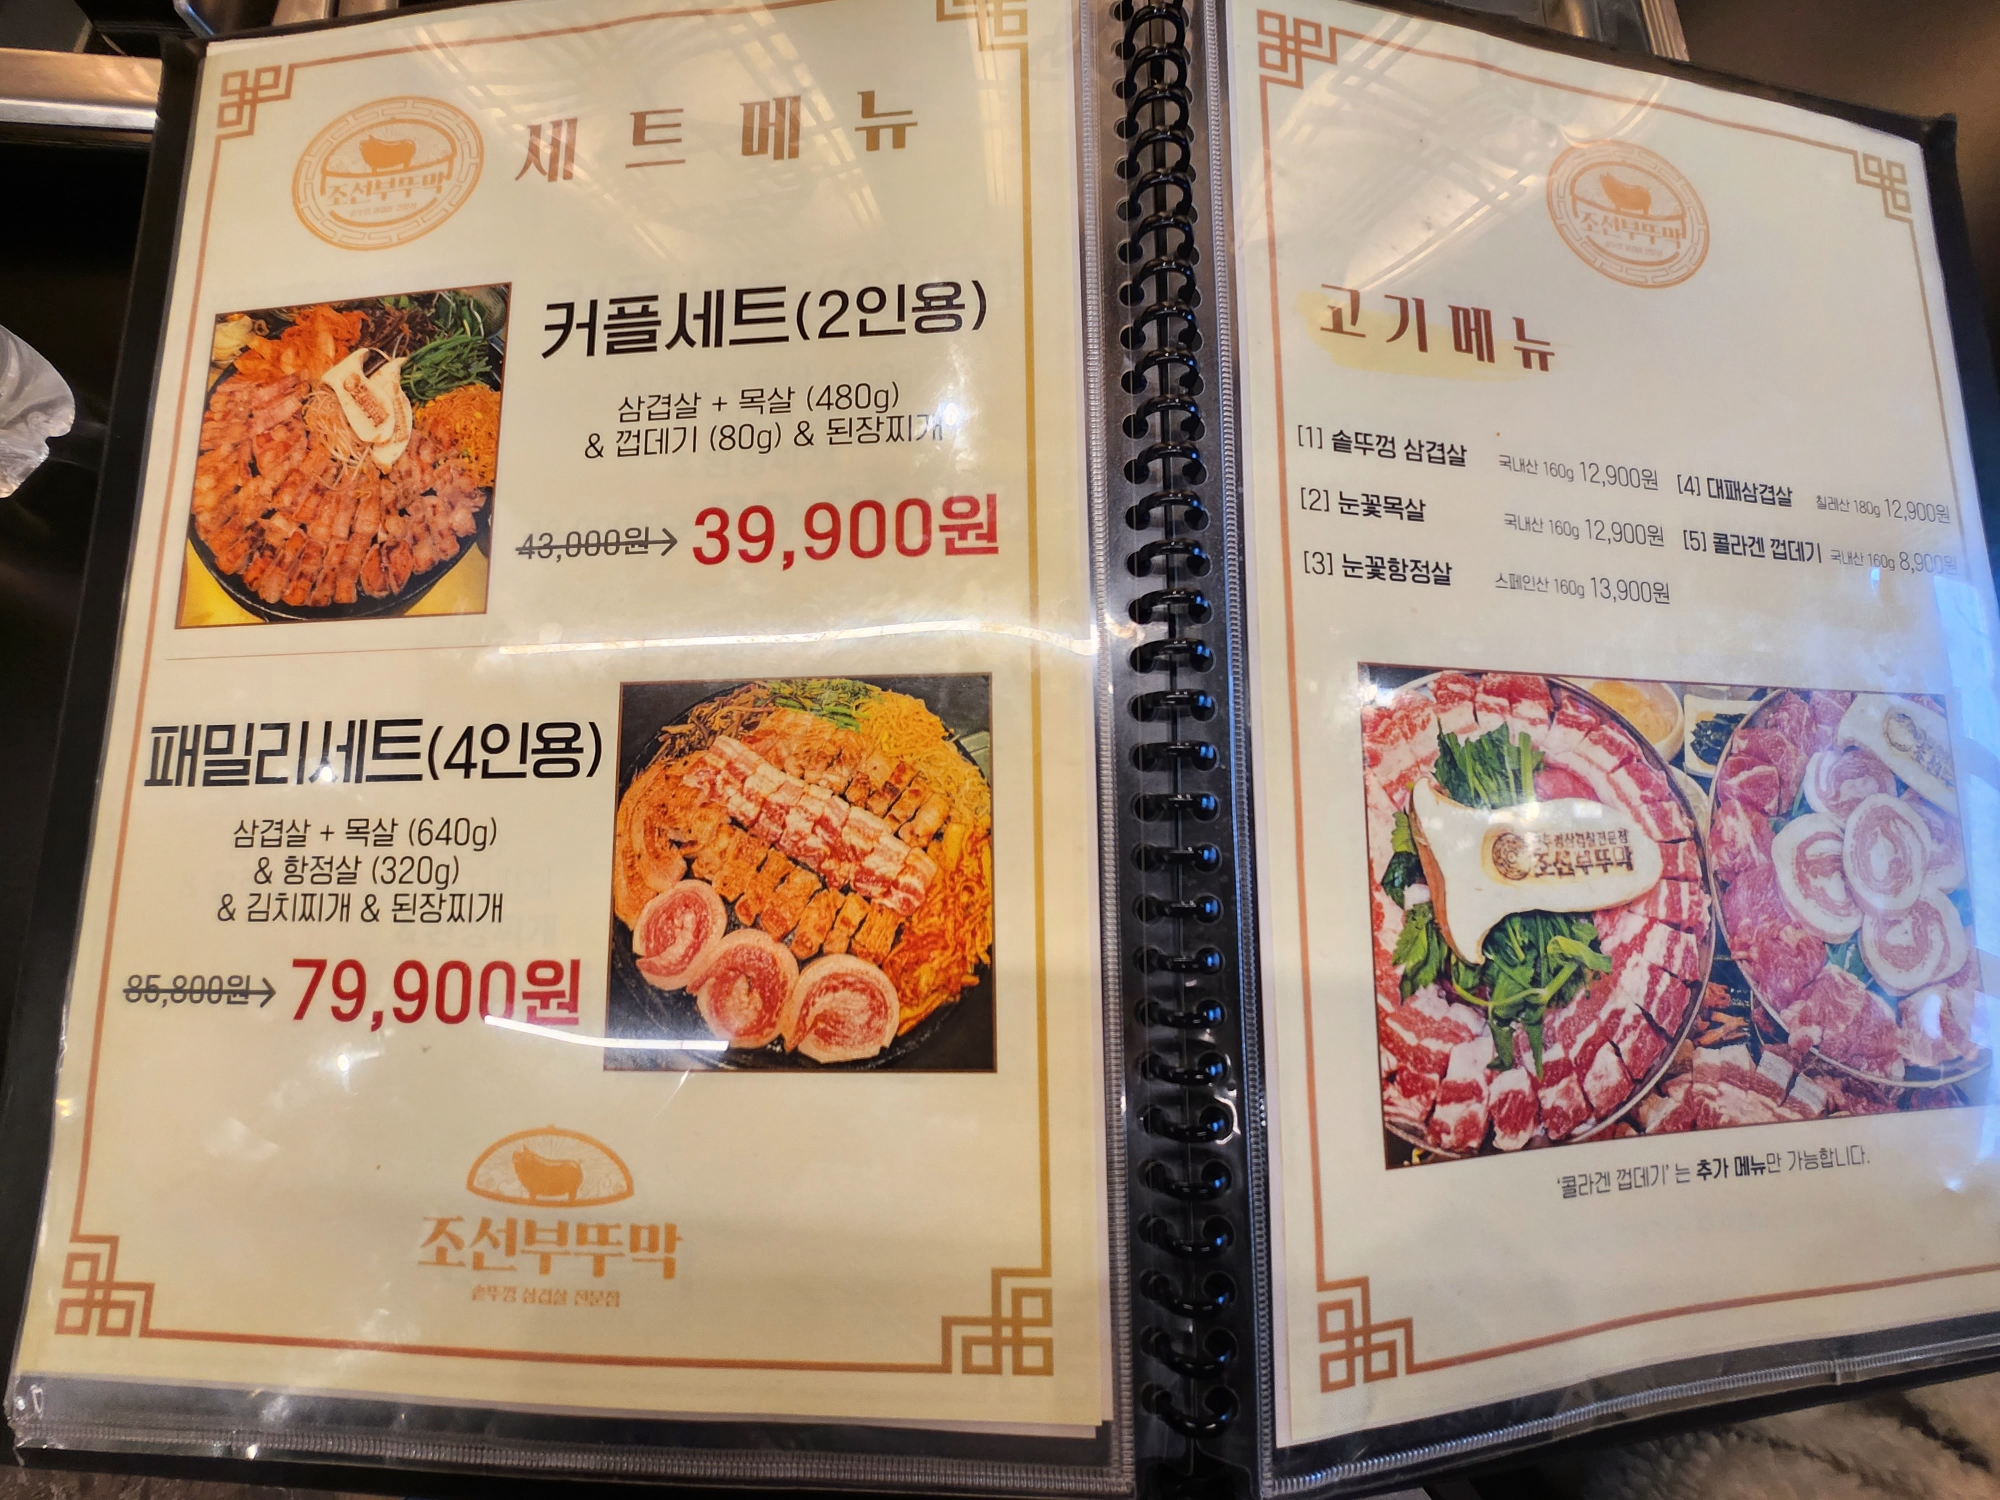 조선부뚜막
세트메뉴
커플세트(2인용)
삼겹살 + 목살 (480g)
& 껍데기 (80g) & 된장찌개
43,000원→ 39,900원
패밀리세트(4인용)
삼겹살 + 목살 (640g)
& 항정살 (320g)
& 김치찌개 & 된장찌개
85,800원→ 79,900원
조선부뚜막
솥뚜껑 삼겹살 전문점
조선부뚜막
고기메뉴
[1] 솥뚜껑 삼겹살 국내산 160g 12,900원
[2] 눈꽃목살 국내산 160g 12,900원
[3] 눈꽃항정살 스페인산 160g 13,900원
[4] 대패삼겹살 칠레산 180g 12,900원
[5] 콜라겐 껍데기 국내산 160g 8,900원
조선부뚜막
'콜라겐 껍데기' 는 추가 메뉴만 가능합니다.